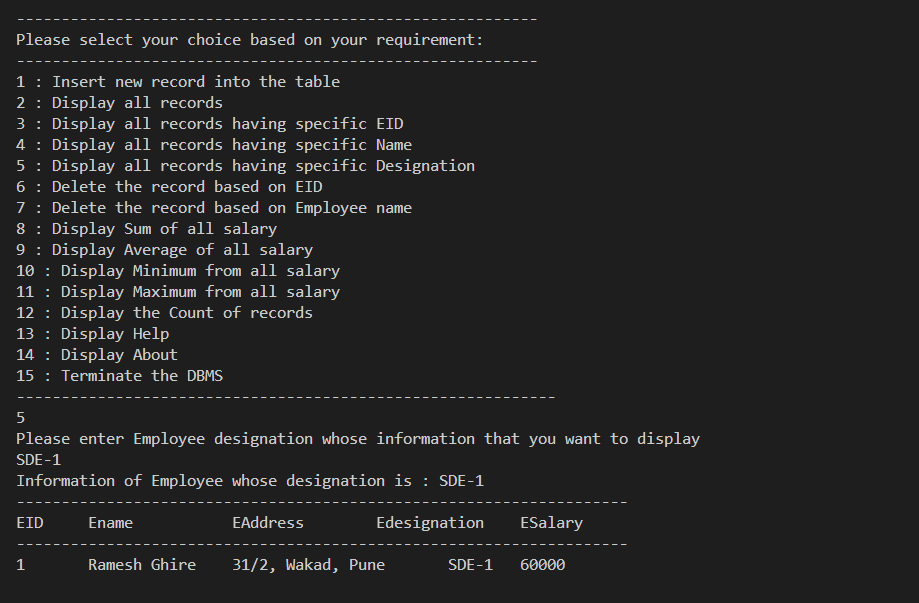 ----------------------------------------------------------
Please select your choice based on your requirement:
----------------------------------------------------------
1 : Insert new record into the table
2 : Display all records
3 : Display all records having specific EID
4 : Display all records having specific Name
5 : Display all records having specific Designation
6 : Delete the record based on EID
7 : Delete the record based on Employee name
8 : Display Sum of all salary
9 : Display Average of all salary
10 : Display Minimum from all salary
11 : Display Maximum from all salary
12 : Display the Count of records
13 : Display Help
14 : Display About
15 : Terminate the DBMS
------------------------------------------------------------
5
Please enter Employee designation whose information that you want to display
SDE-1
Information of Employee whose designation is : SDE-1
--------------------------------------------------------------------
EID     Ename           EAddress        Edesignation    ESalary
--------------------------------------------------------------------
1       Ramesh Ghire    31/2, Wakad, Pune       SDE-1   60000